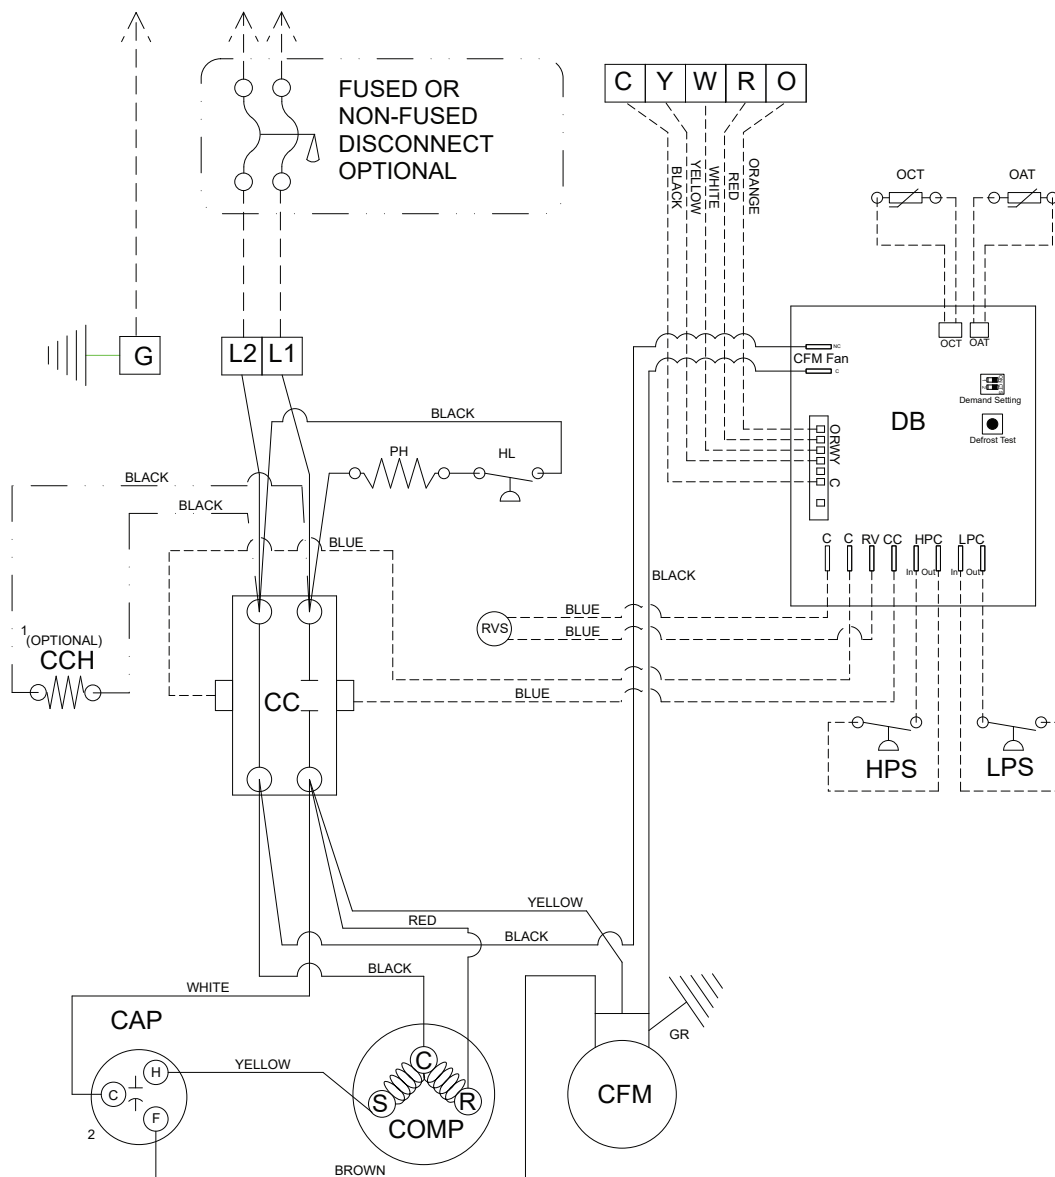 FUSED OR
NON-FUSED
DISCONNECT
OPTIONAL
C Y W R O
BLACK
YELLOW
WHITE
RED
ORANGE
OCT
OAT
G
L2 L1
NC
CFM Fan
C
OCT
OAT
Demand Setting
DB
Defrost Test
BLACK
PH
HL
BLACK
BLACK
O
R
W
Y
C
BLUE
C C RV CC HPC LPC
In Out In Out
BLACK
BLUE
RVS
BLUE
1
(OPTIONAL)
CCH
CC
BLUE
HPS
LPS
YELLOW
RED
BLACK
BLACK
WHITE
CAP
GR
H
YELLOW
C
C
F
S
R
COMP
CFM
2
BROWN